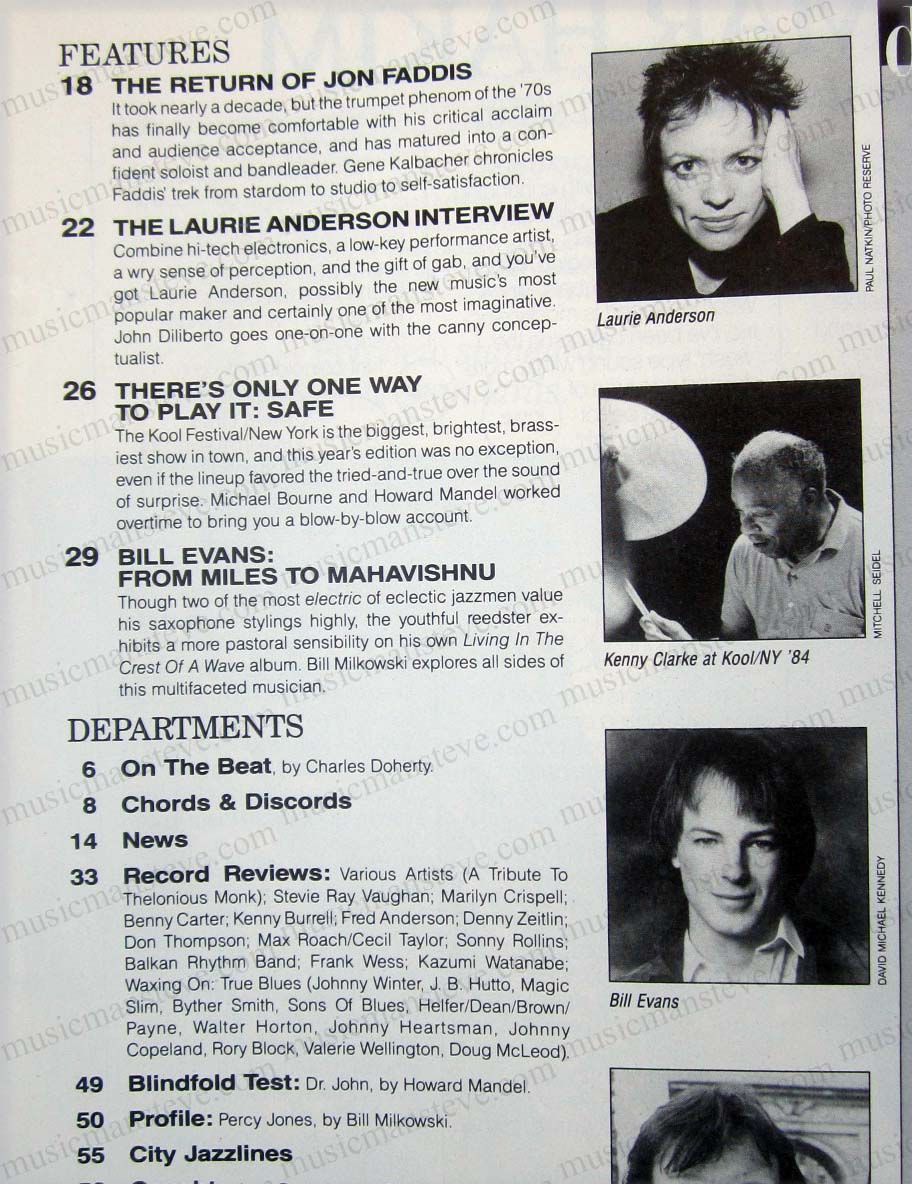 FEATURES
18 THE RETURN OF JON FADDIS
It took nearly a decade, but the trumpet phenom of the '70s
has finally become comfortable with his critical acclaim
and audience acceptance, and has matured into a con-
fident soloist and bandleader. Gene Kalbacher chronicles
Faddis' trek from stardom to studio to self-satisfaction.
22 THE LAURIE ANDERSON INTERVIEW
Combine hi-tech electronics, a low-key performance artist,
a wry sense of perception, and the gift of gab, and you've
got Laurie Anderson, possibly the new music's most
popular maker and certainly one of the most imaginative.
John Diliberto goes one-on-one with the canny concep-
tualist.
26 THERE'S ONLY ONE WAY
TO PLAY IT: SAFE
The Kool Festival/New York is the biggest, brightest, brass-
iest show in town, and this year's edition was no exception,
even if the lineup favored the tried-and-true over the sound
of surprise. Michael Bourne and Howard Mandel worked
overtime to bring you a blow-by-blow account.
29 BILL EVANS:
FROM MILES TO MAHAVISHNU
Though two of the most electric of eclectic jazzmen value
his saxophone stylings highly, the youthful reedster ex-
hibits a more pastoral sensibility on his own Living In The
Crest Of A Wave album. Bill Milkowski explores all sides of
this multifaceted musician.
DEPARTMENTS
6 On The Beat, by Charles Doherty.
8 Chords & Discords
14 News
33 Record Reviews: Various Artists (A Tribute To
Thelonious Monk); Stevie Ray Vaughan; Marilyn Crispell;
Benny Carter; Kenny Burrell; Fred Anderson; Denny Zeitlin;
Don Thompson; Max Roach/Cecil Taylor; Sonny Rollins;
Balkan Rhythm Band; Frank Wess; Kazumi Watanabe;
Waxing On: True Blues (Johnny Winter, J. B. Hutto, Magic
Slim, Byther Smith, Sons Of Blues, Helfer/Dean/Brown/
Payne, Walter Horton, Johnny Heartsman, Johnny
Copeland, Rory Block, Valerie Wellington, Doug McLeod).
49 Blindfold Test: Dr. John, by Howard Mandel.
50 Profile: Percy Jones, by Bill Milkowski.
55 City Jazzlines
PAUL NATKIN/PHOTO RESERVE
Laurie Anderson
MITCHELL SEIDEL
Kenny Clarke at Kool/NY '84
DAVID MICHAEL KENNEDY
Bill Evans
musicmansteve.com